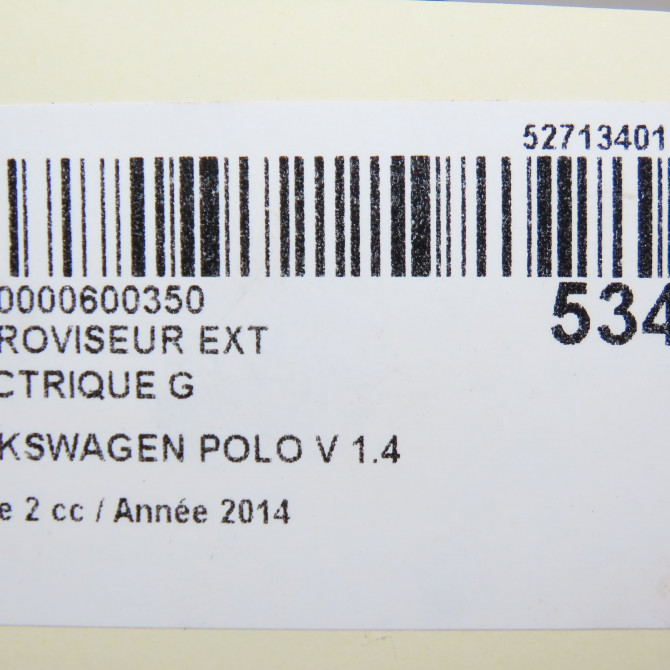 52713401
0000600350
534
ROVISEUR EXT
CTRIQUE G
KSWAGEN POLO V 1.4
e 2 cc / Année 2014